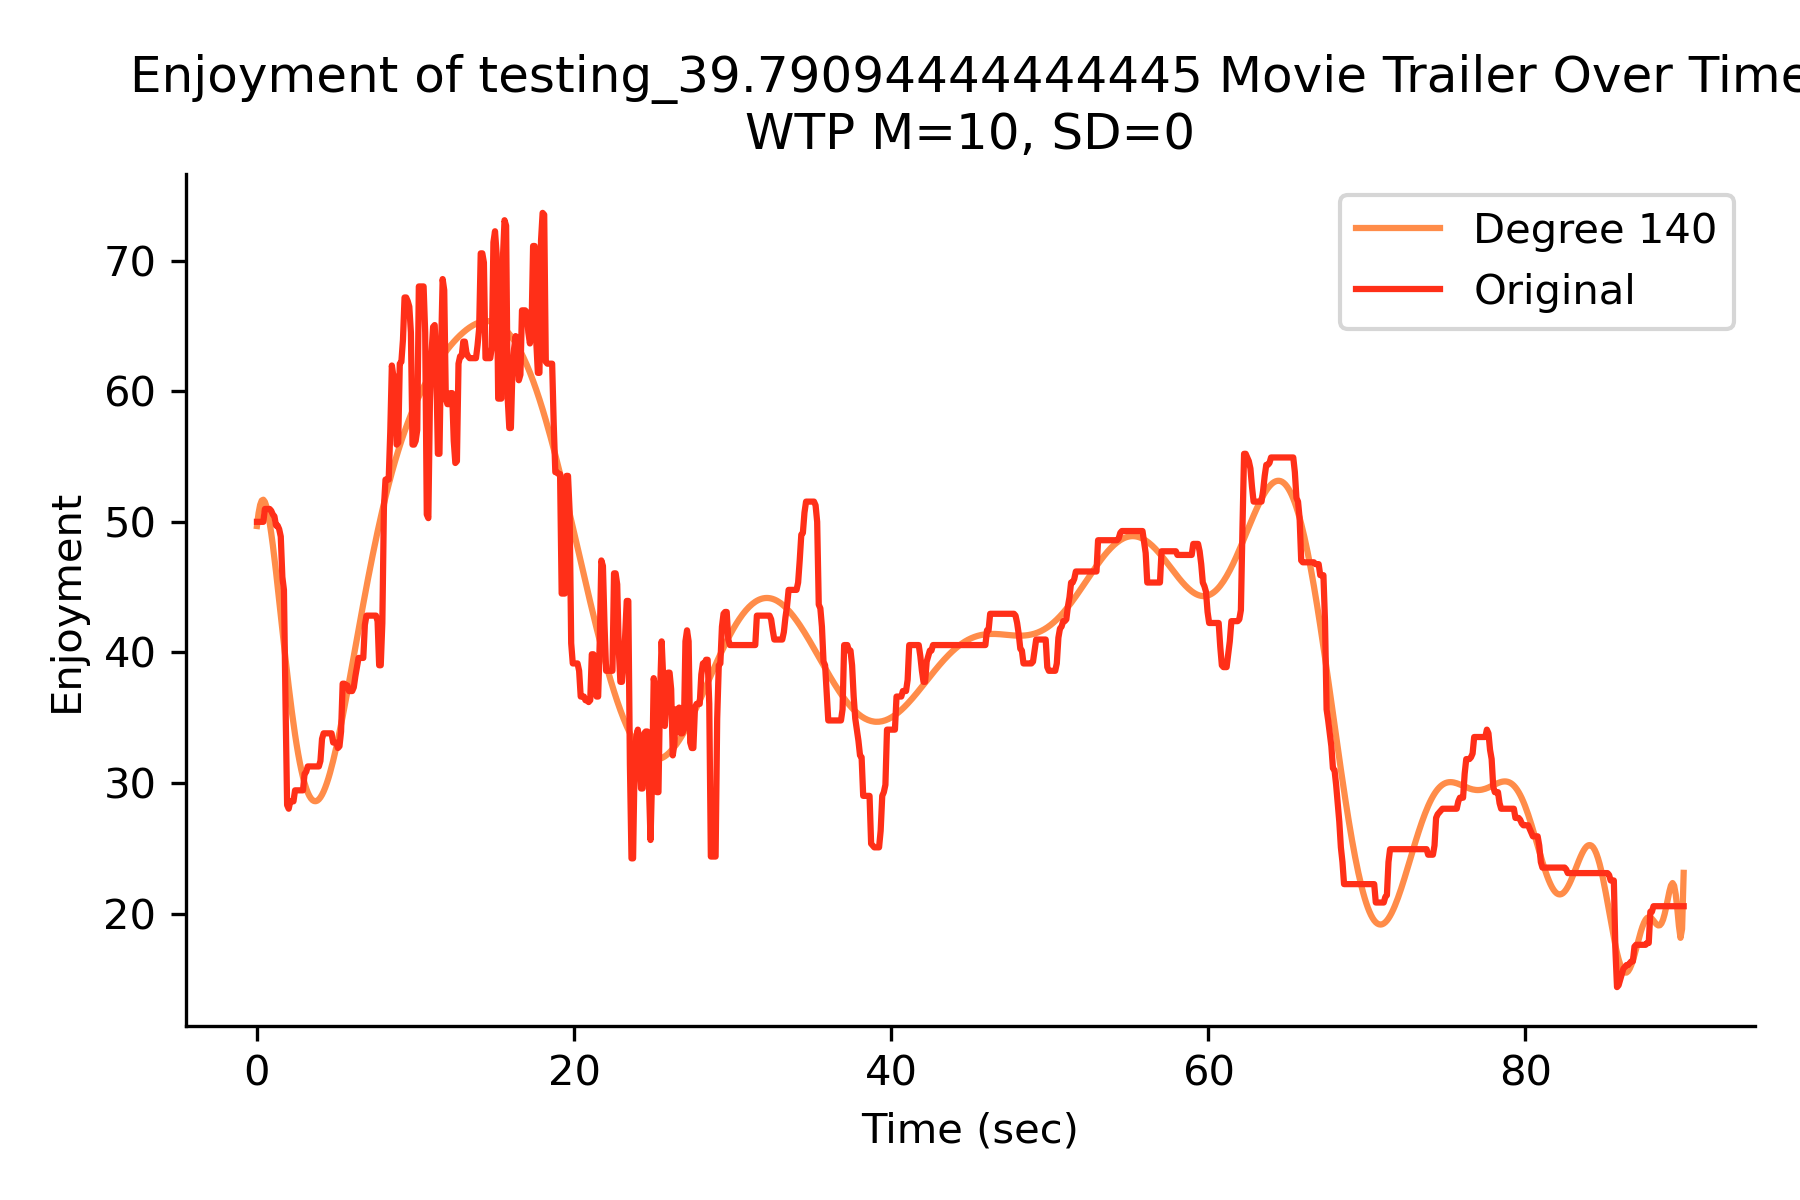 Enjoyment of testing_39.79094444444445 Movie Trailer Over Time
WTP M=10, SD=0
Degree 140
Original
Enjoyment
70
60
50
40
30
20
0
20
40
60
80
Time (sec)